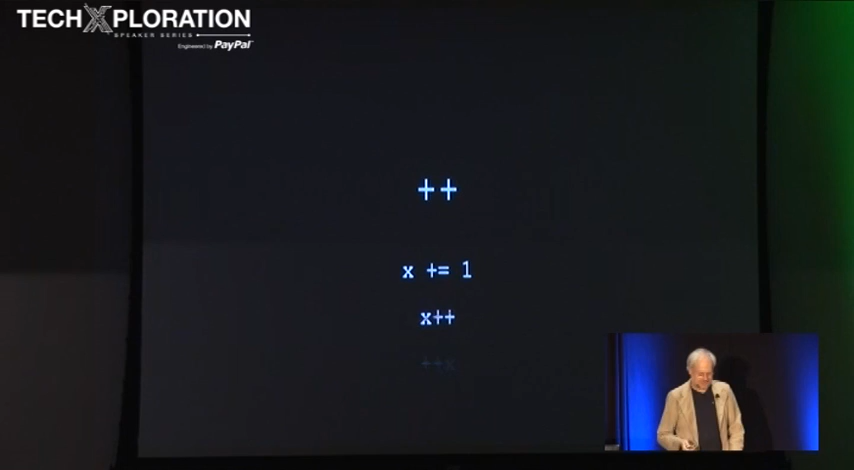 TECHXPLORATION
SPEAKER SERIES
Engineered by PayPal
++
x += 1
x++
++x